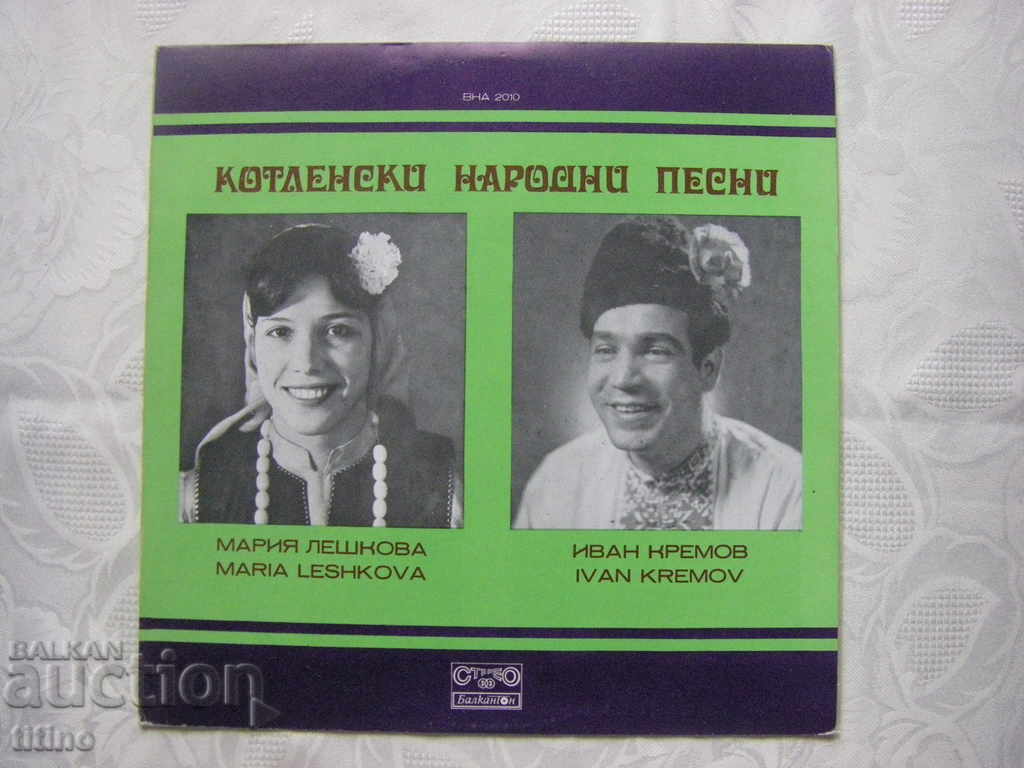 ВНА 2010
КОТЛЕНСКИ НАРОДНИ ПЕСНИ
МАРИЯ ЛЕШКОВА
MARIA LESHKOVA
ИВАН КРЕМОВ
IVAN KREMOV
СТЕРЕО
Балкантон
BALKAN
auction
titino